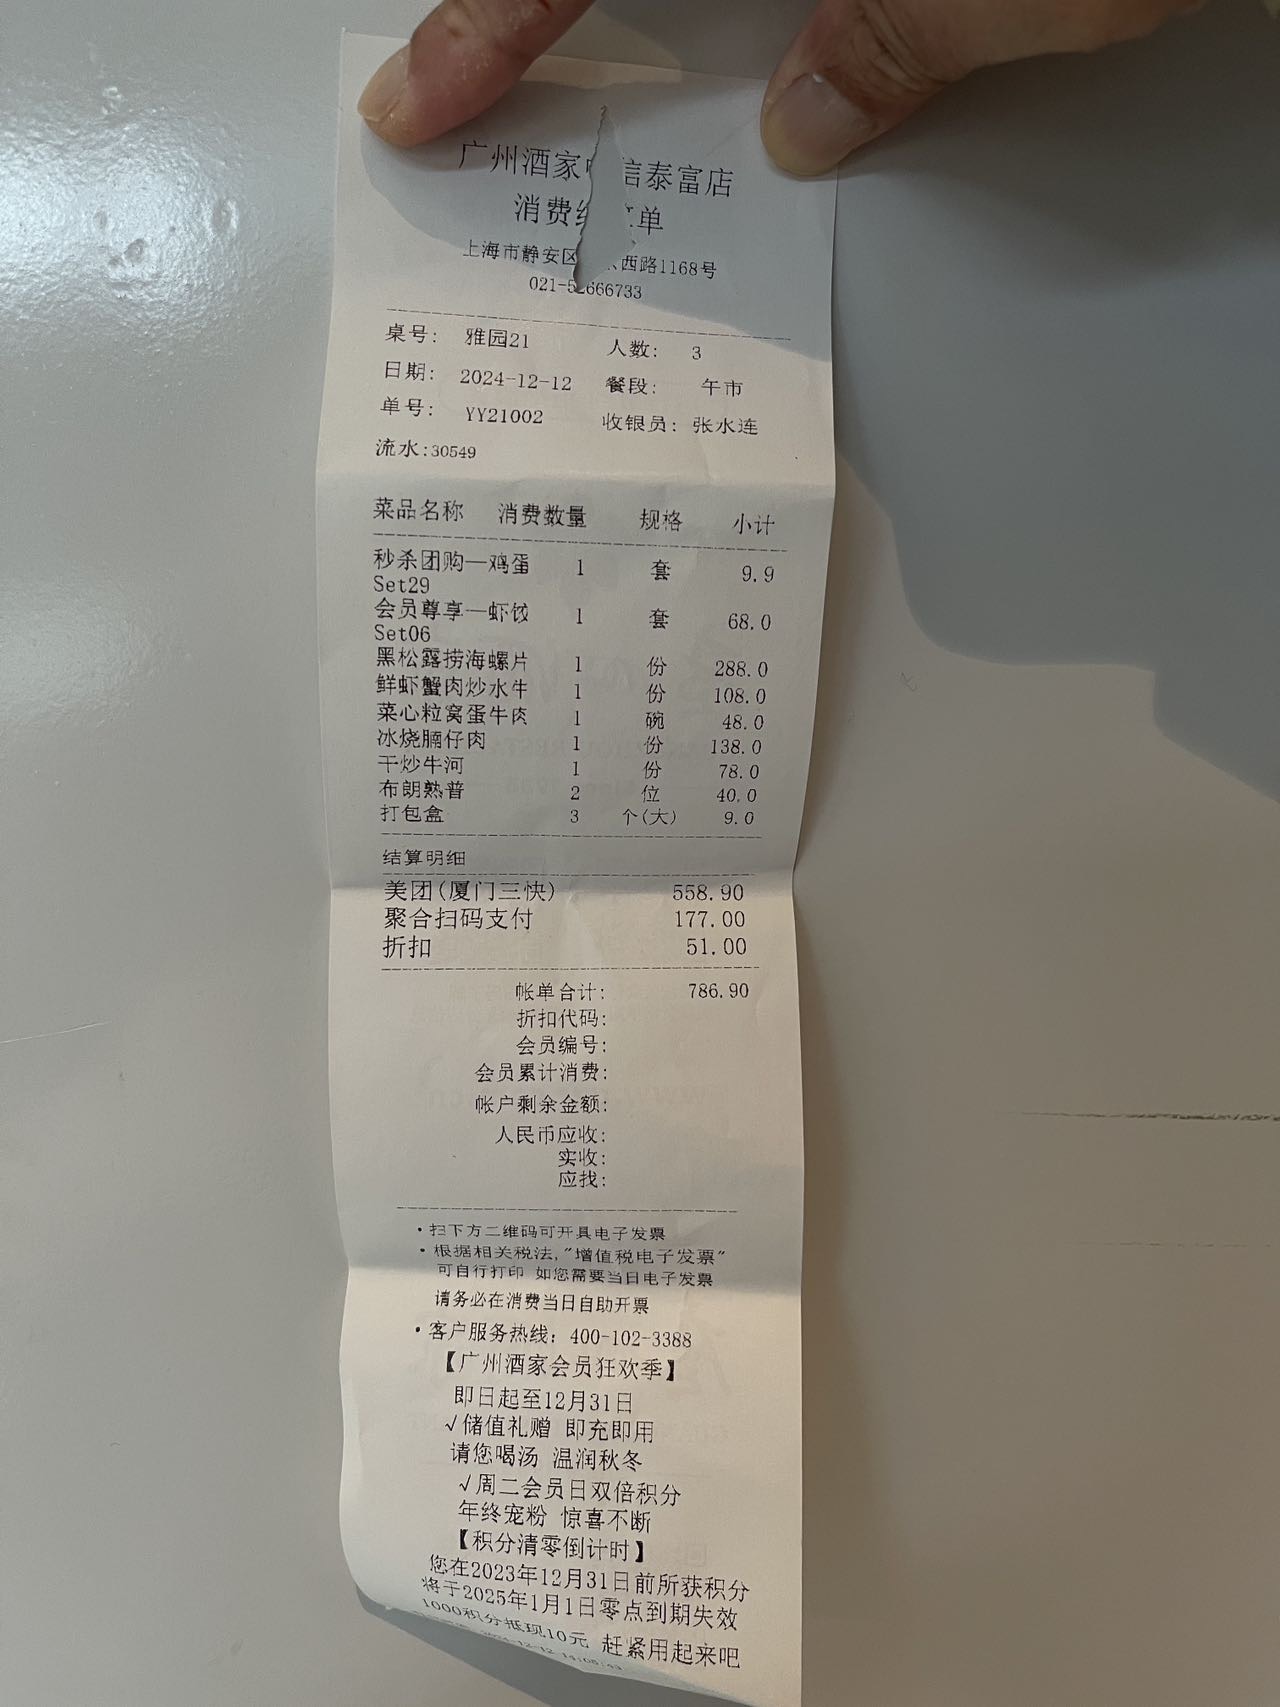 广州酒家 信泰富店
消费 单
上海市静安区 西路1168号
021-5 666733
桌号: 雅园21 人数: 3
日期: 2024-12-12 餐段: 午市
单号: YY21002 收银员: 张水连
流水:30549
菜品名称 消费数量 规格 小计
秒杀团购—鸡蛋 1 套 9.9
Set29
会员尊享—虾饺 1 套 68.0
Set06
黑松露捞海螺片 1 份 288.0
鲜虾蟹肉炒水牛 1 份 108.0
菜心粒窝蛋牛肉 1 碗 48.0
冰烧腩仔肉 1 份 138.0
干炒牛河 1 份 78.0
布朗熟普 2 位 40.0
打包盒 3 个(大) 9.0
结算明细
美团(厦门三快) 558.90
聚合扫码支付 177.00
折扣 51.00
帐单合计: 786.90
折扣代码:
会员编号:
会员累计消费:
帐户剩余金额:
人民币应收:
实收:
应找:
·扫下方二维码可开具电子发票
·根据相关税法,"增值税电子发票"
可自行打印 如您需要当日电子发票
请务必在消费当日自助开票
·客户服务热线: 400-102-3388
【广州酒家会员狂欢季】
即日起至12月31日
√储值礼赠 即充即用
请您喝汤 温润秋冬
√周二会员日双倍积分
年终宠粉 惊喜不断
【积分清零倒计时】
您在2023年12月31日前所获积分
将于2025年1月1日零点到期失效
1000积分抵现10元 赶紧用起来吧
2024-12-12 14:05:43